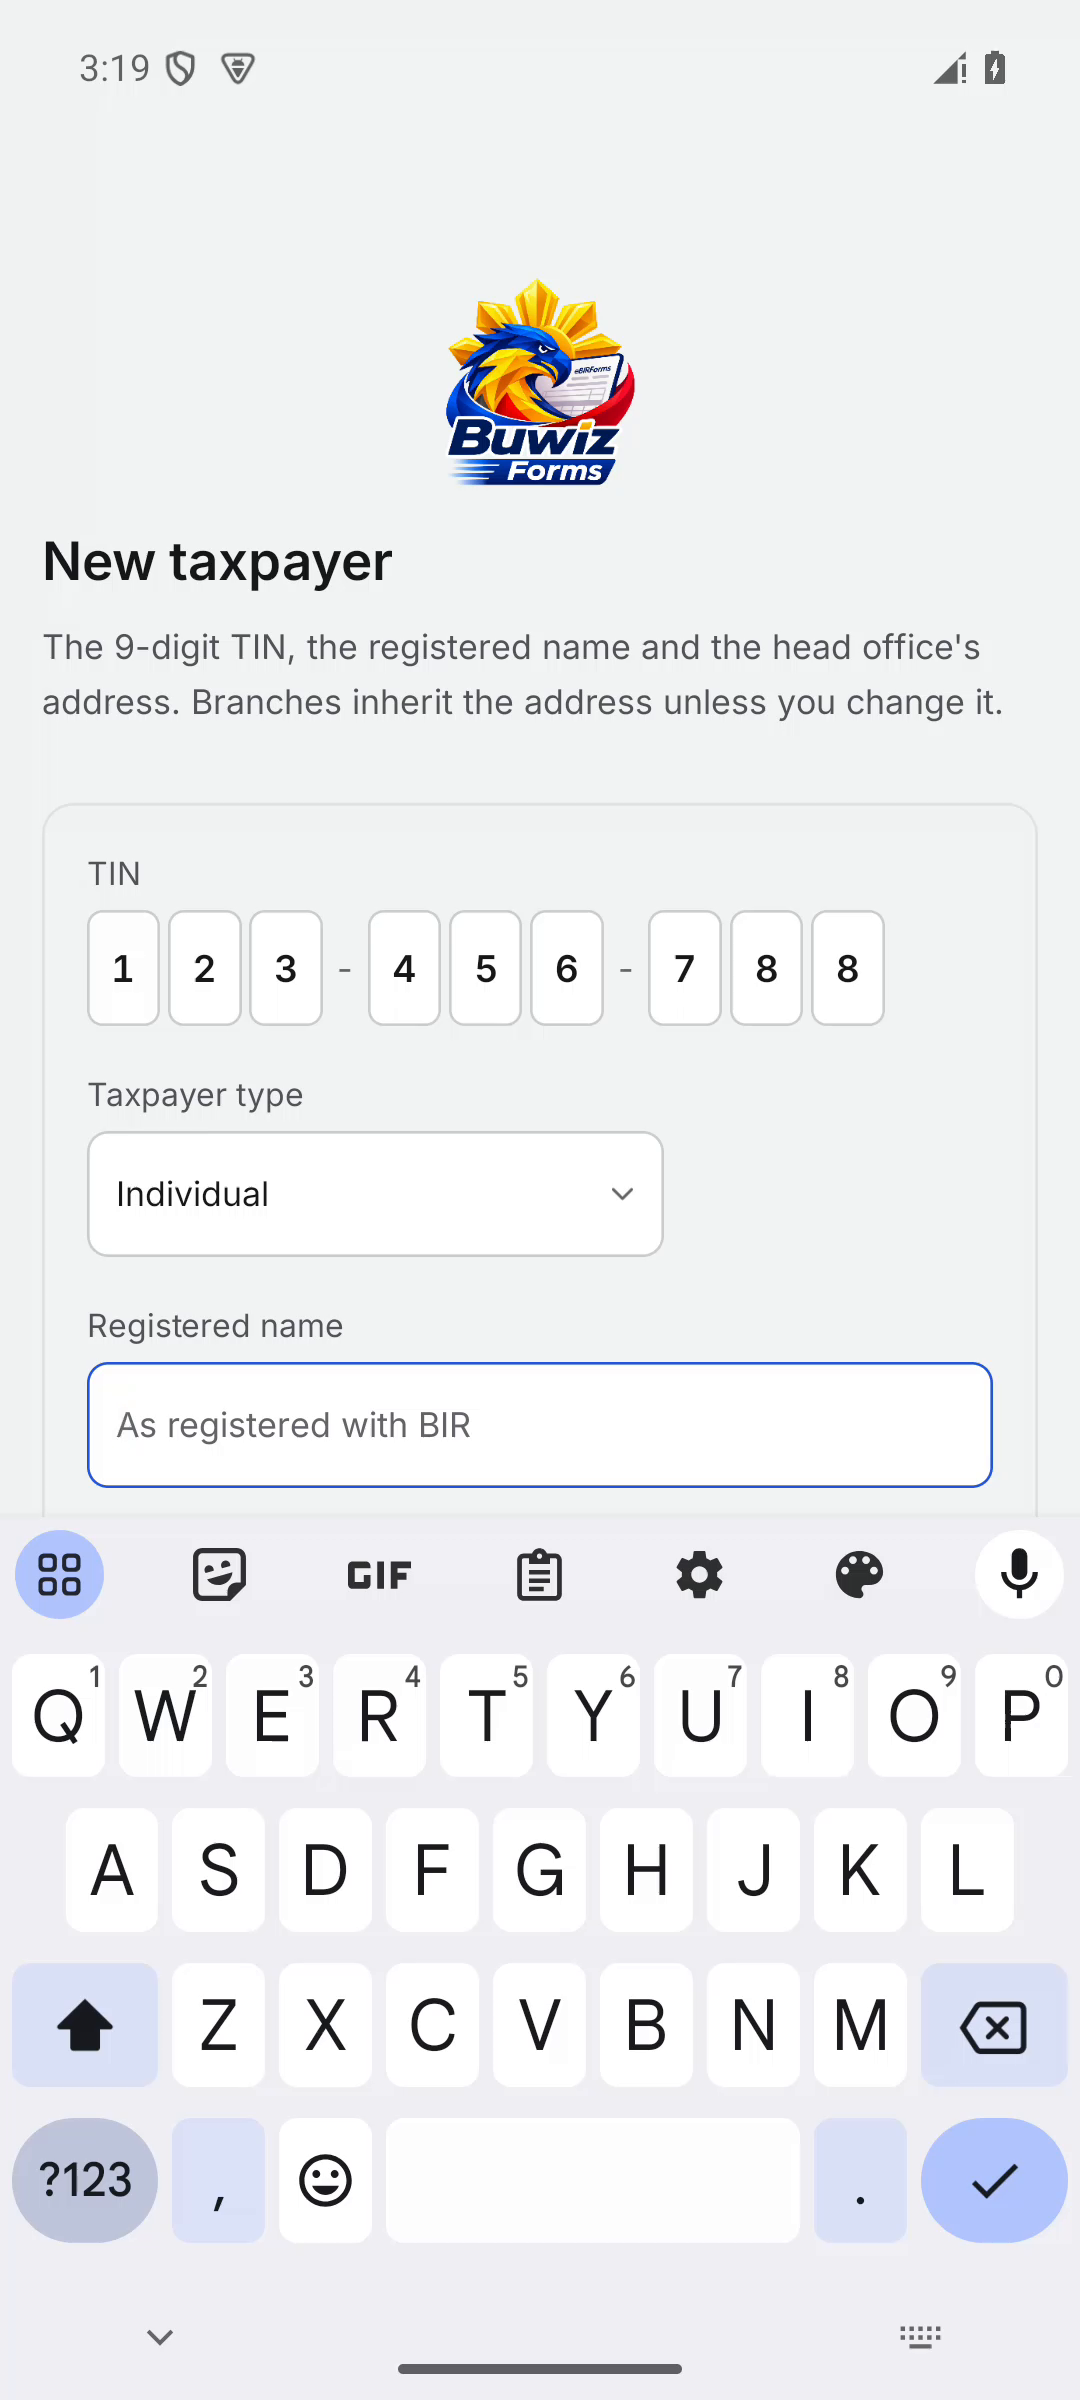 3:19
eBIRForms
Buwiz
Forms
New taxpayer
The 9-digit TIN, the registered name and the head office's
address. Branches inherit the address unless you change it.
TIN
1 2 3 - 4 5 6 - 7 8 8
Taxpayer type
Individual
Registered name
As registered with BIR
GIF
Q1 W2 E3 R4 T5 Y6 U7 I8 O9 P0
A S D F G H J K L
Z X C V B N M
?123 , .